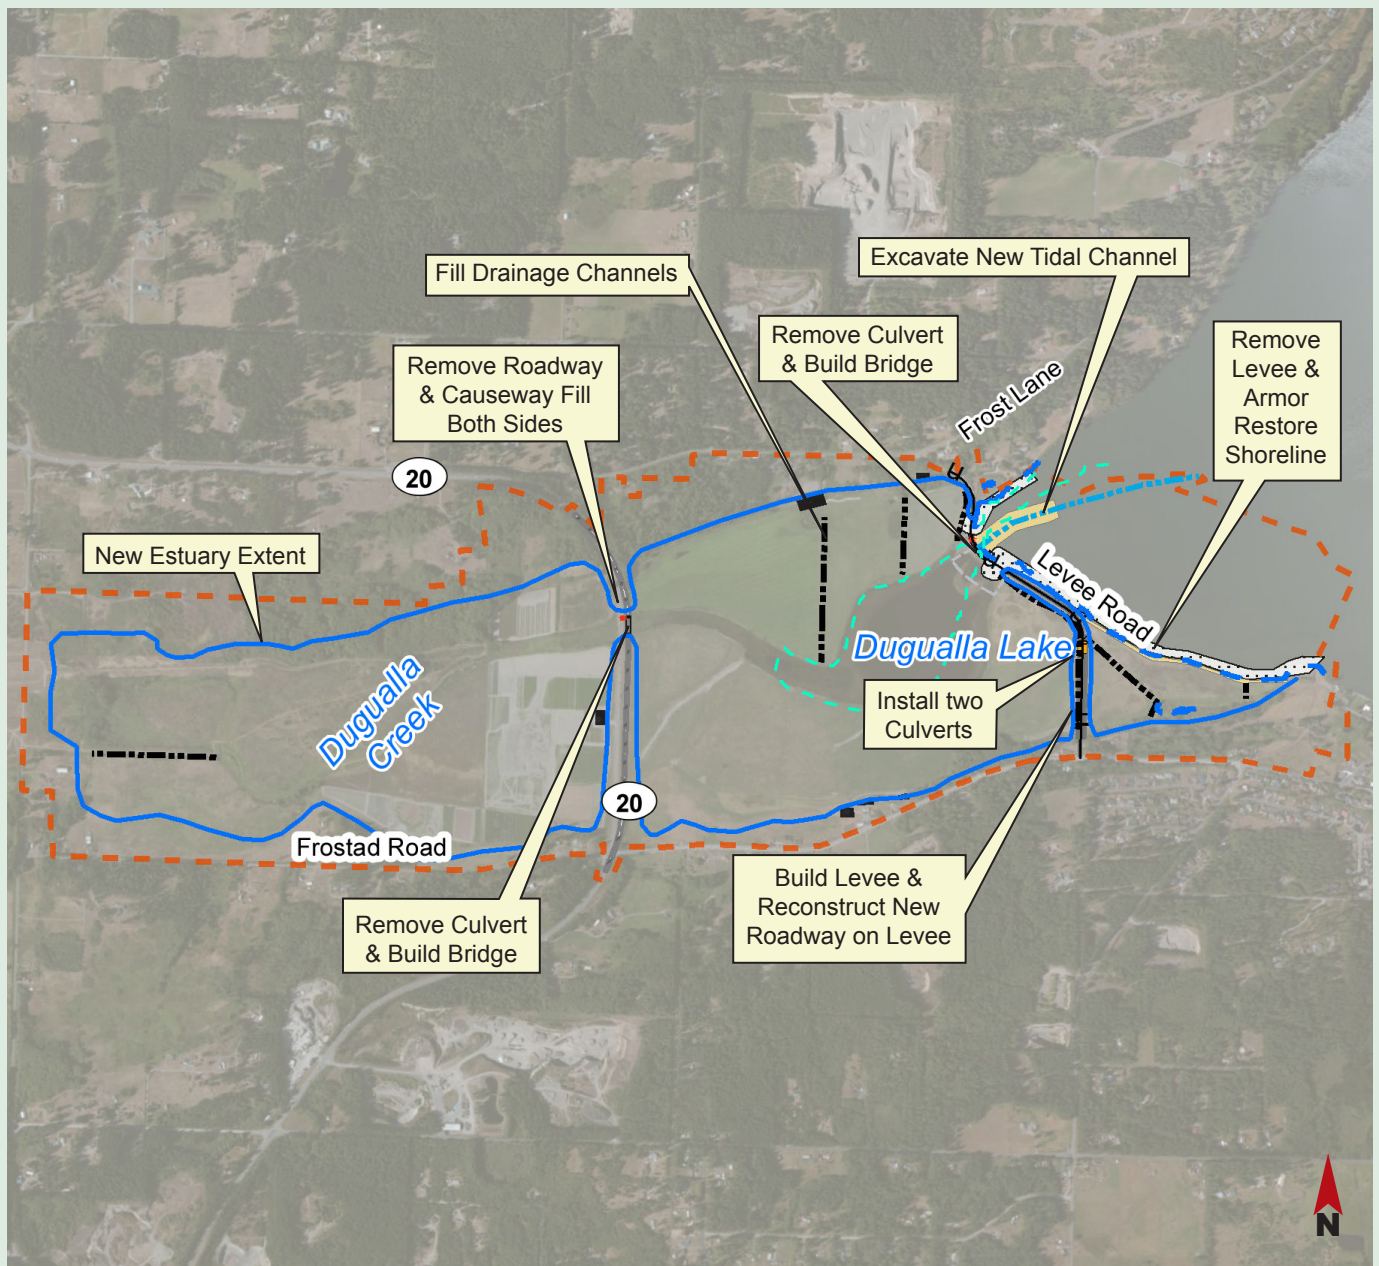 Excavate New Tidal Channel
Fill Drainage Channels
Remove Culvert
& Build Bridge
Remove
Levee &
Armor
Restore
Shoreline
Remove Roadway
& Causeway Fill
Both Sides
Frost Lane
20
New Estuary Extent
Levee Road
Dugualla Lake
Dugualla
Creek
Install two
Culverts
20
Frostad Road
Build Levee &
Reconstruct New
Roadway on Levee
Remove Culvert
& Build Bridge
N